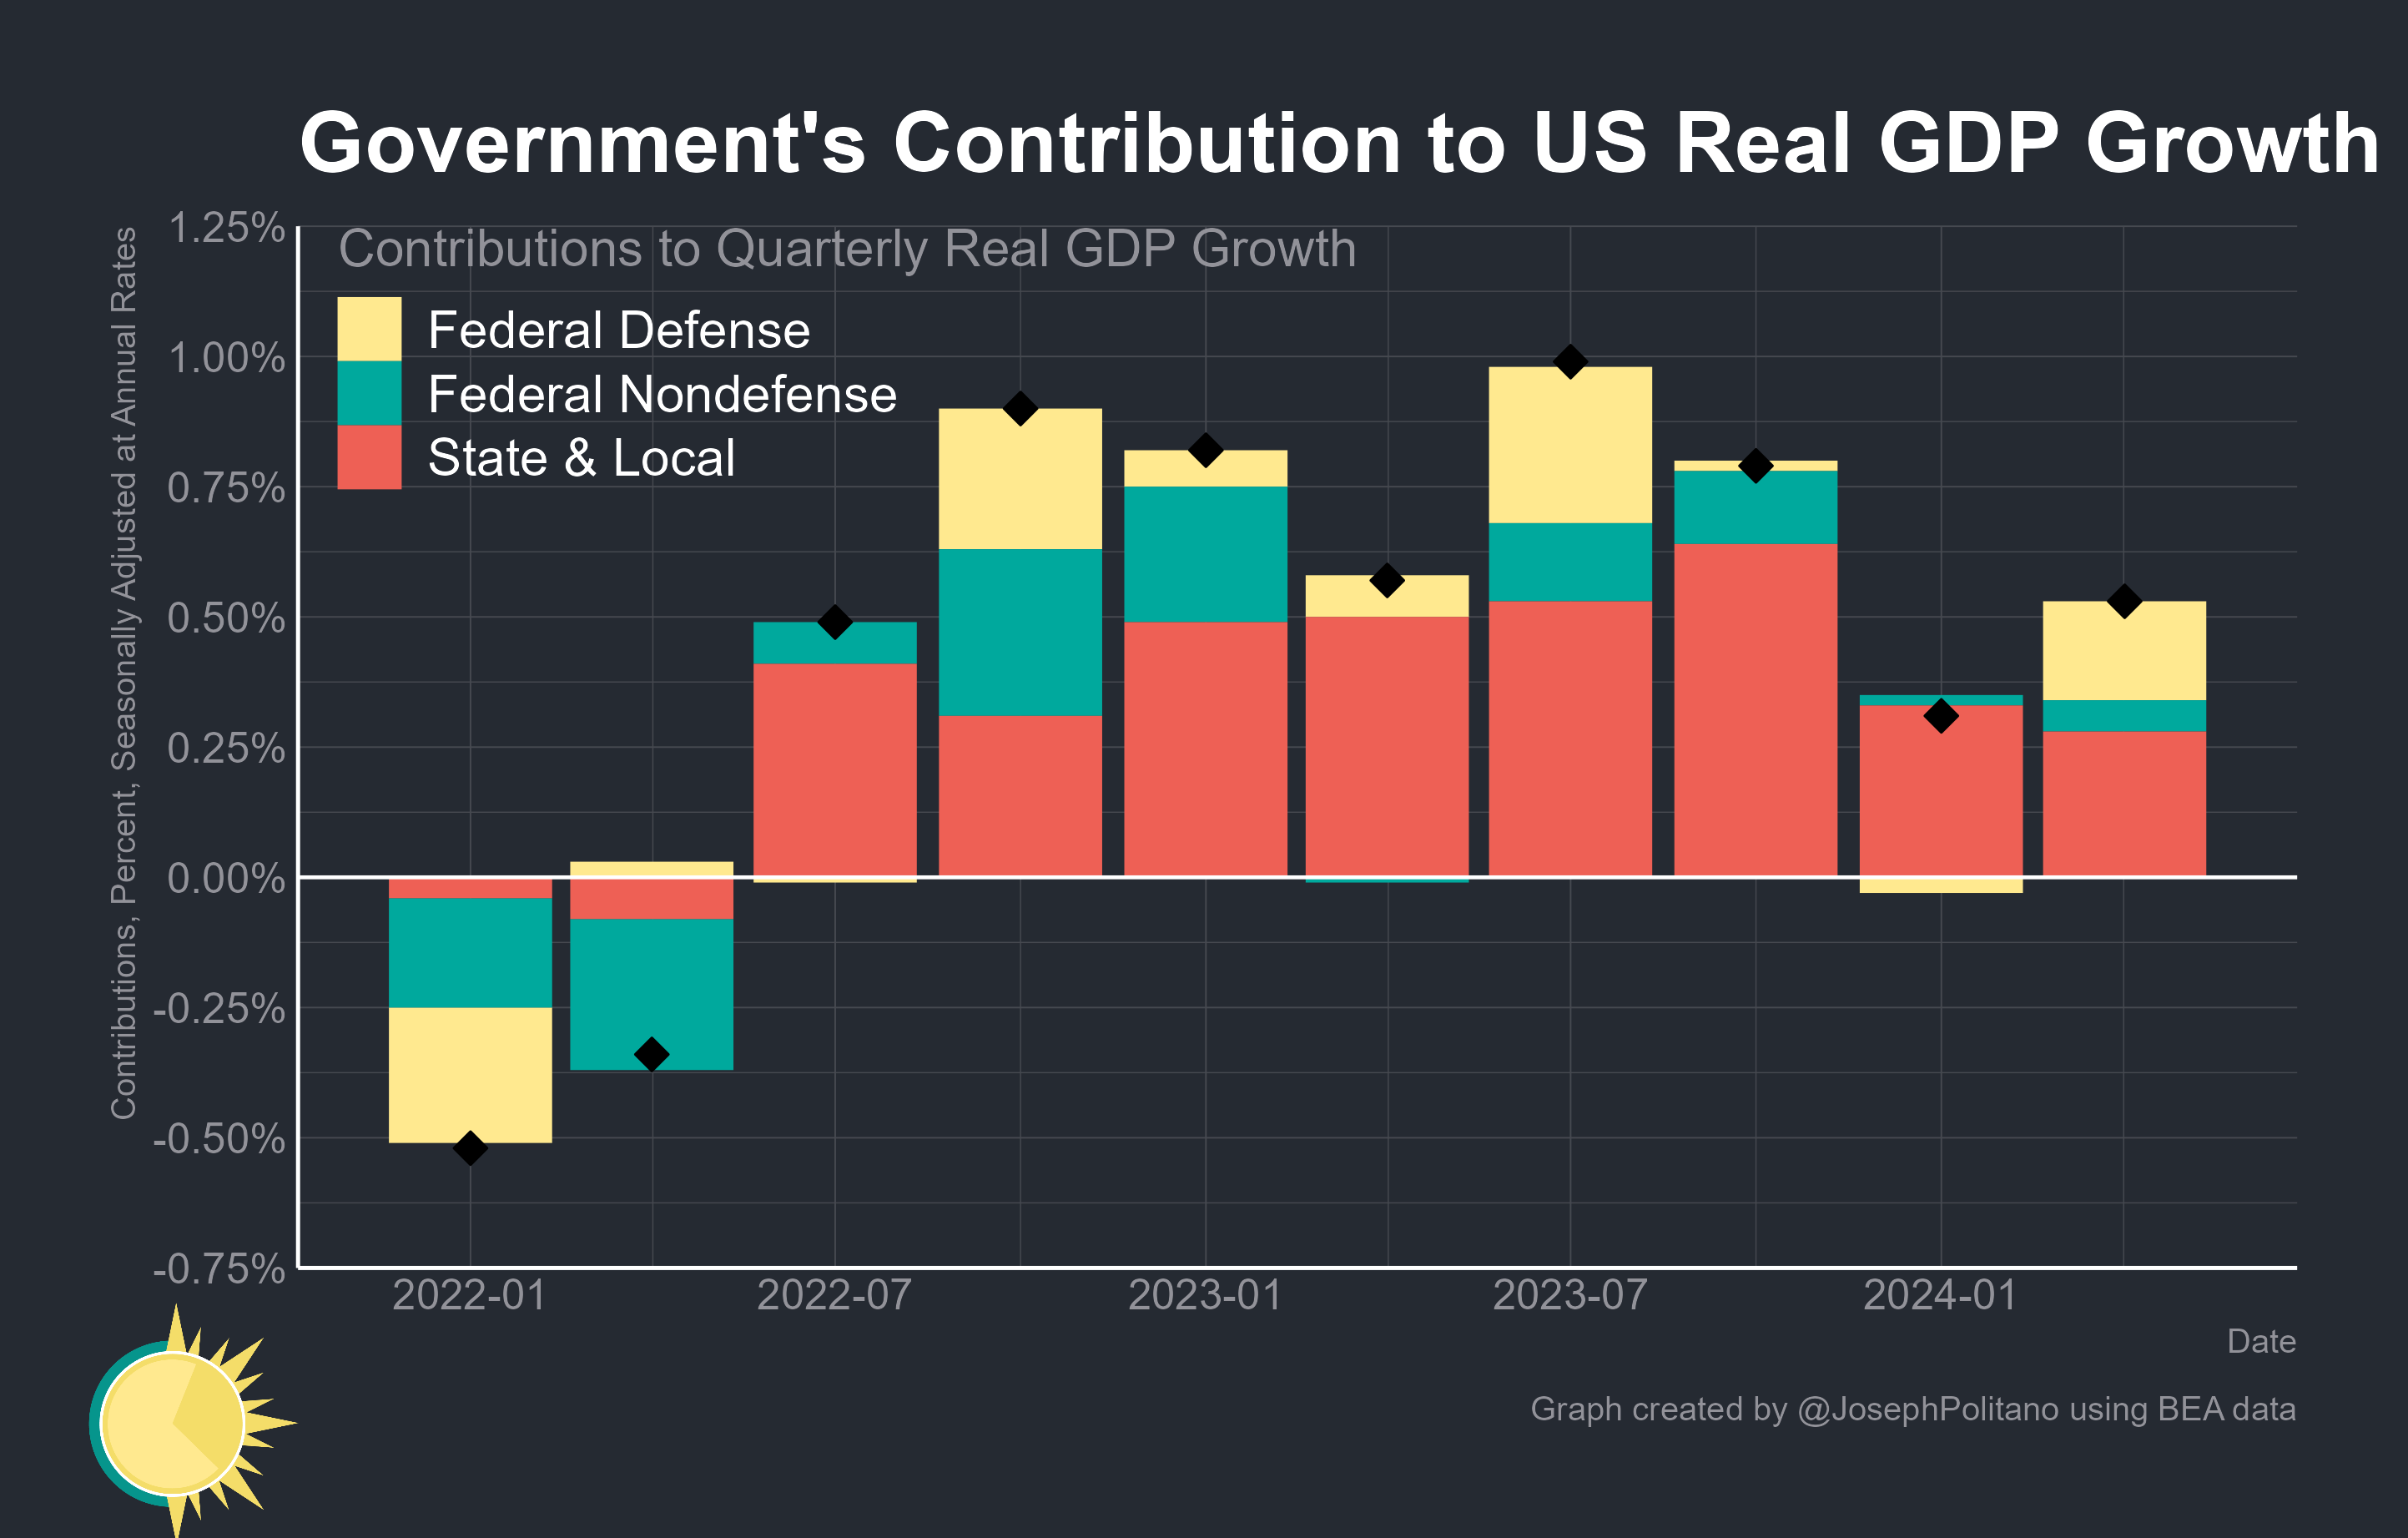 Government's Contribution to US Real GDP Growth
Contributions to Quarterly Real GDP Growth
Federal Defense
Federal Nondefense
State & Local
Contributions, Percent, Seasonally Adjusted at Annual Rates
1.25%
1.00%
0.75%
0.50%
0.25%
0.00%
-0.25%
-0.50%
-0.75%
2022-01 2022-07 2023-01 2023-07 2024-01
Date
Graph created by @JosephPolitano using BEA data